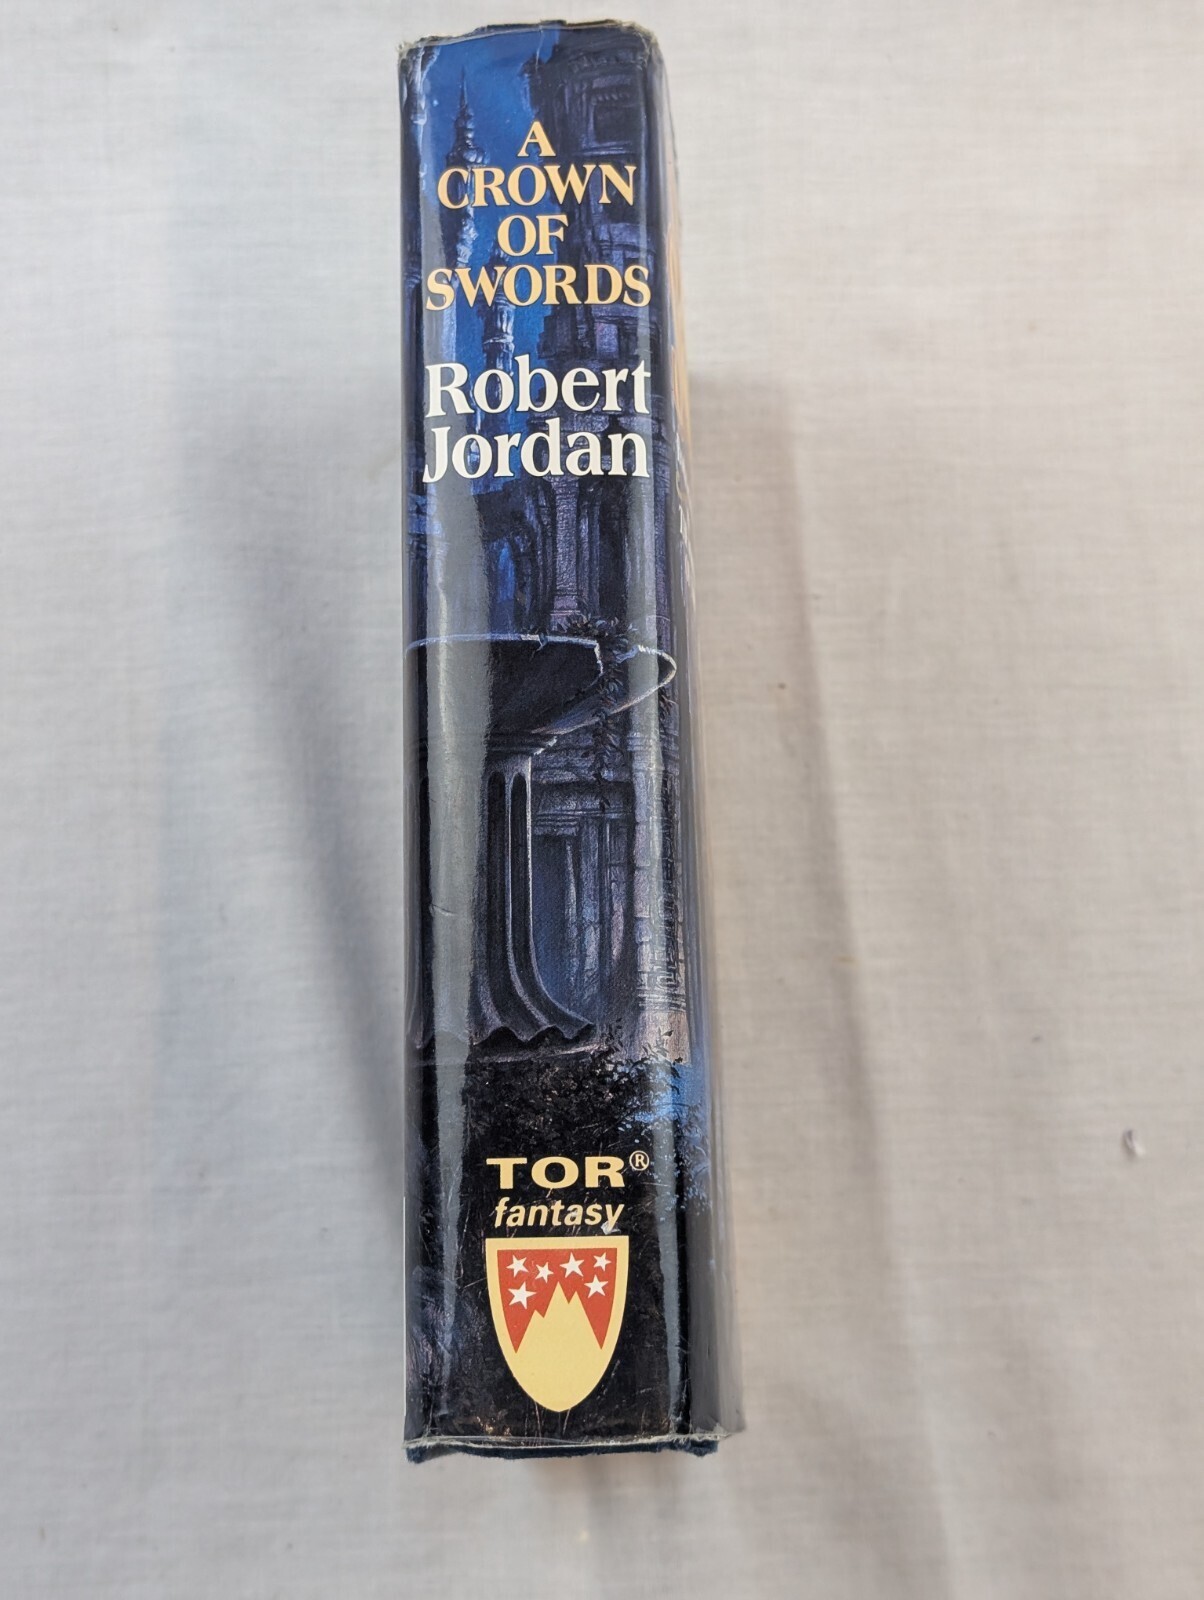 A
CROWN
OF
SWORDS
Robert
Jordan
TOR®
fantasy